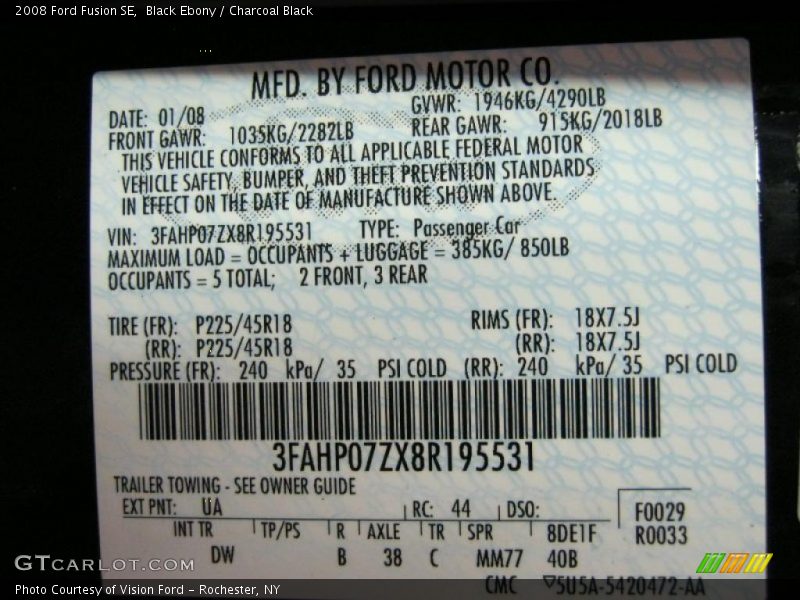 2008 Ford Fusion SE, Black Ebony / Charcoal Black
MFD. BY FORD MOTOR CO.
DATE: 01/08 GVWR: 1946KG/4290LB
FRONT GAWR: 1035KG/2282LB REAR GAWR: 915KG/2018LB
THIS VEHICLE CONFORMS TO ALL APPLICABLE FEDERAL MOTOR
VEHICLE SAFETY, BUMPER, AND THEFT PREVENTION STANDARDS
IN EFFECT ON THE DATE OF MANUFACTURE SHOWN ABOVE.
VIN: 3FAHP07ZX8R195531 TYPE: Passenger Car
MAXIMUM LOAD = OCCUPANTS + LUGGAGE = 385KG/ 850LB
OCCUPANTS = 5 TOTAL; 2 FRONT, 3 REAR
TIRE (FR): P225/45R18 RIMS (FR): 18X7.5J
(RR): P225/45R18 (RR): 18X7.5J
PRESSURE (FR): 240 kPa/ 35 PSI COLD (RR): 240 kPa/ 35 PSI COLD
3FAHP07ZX8R195531
TRAILER TOWING - SEE OWNER GUIDE
EXT PNT: UA RC: 44 DSO: F0029
INT TR TP/PS R AXLE TR SPR 8DE1F R0033
DW B 38 C MM77 40B
CMC ▽5U5A-5420472-AA
GTCARLOT.com
Photo Courtesy of Vision Ford - Rochester, NY